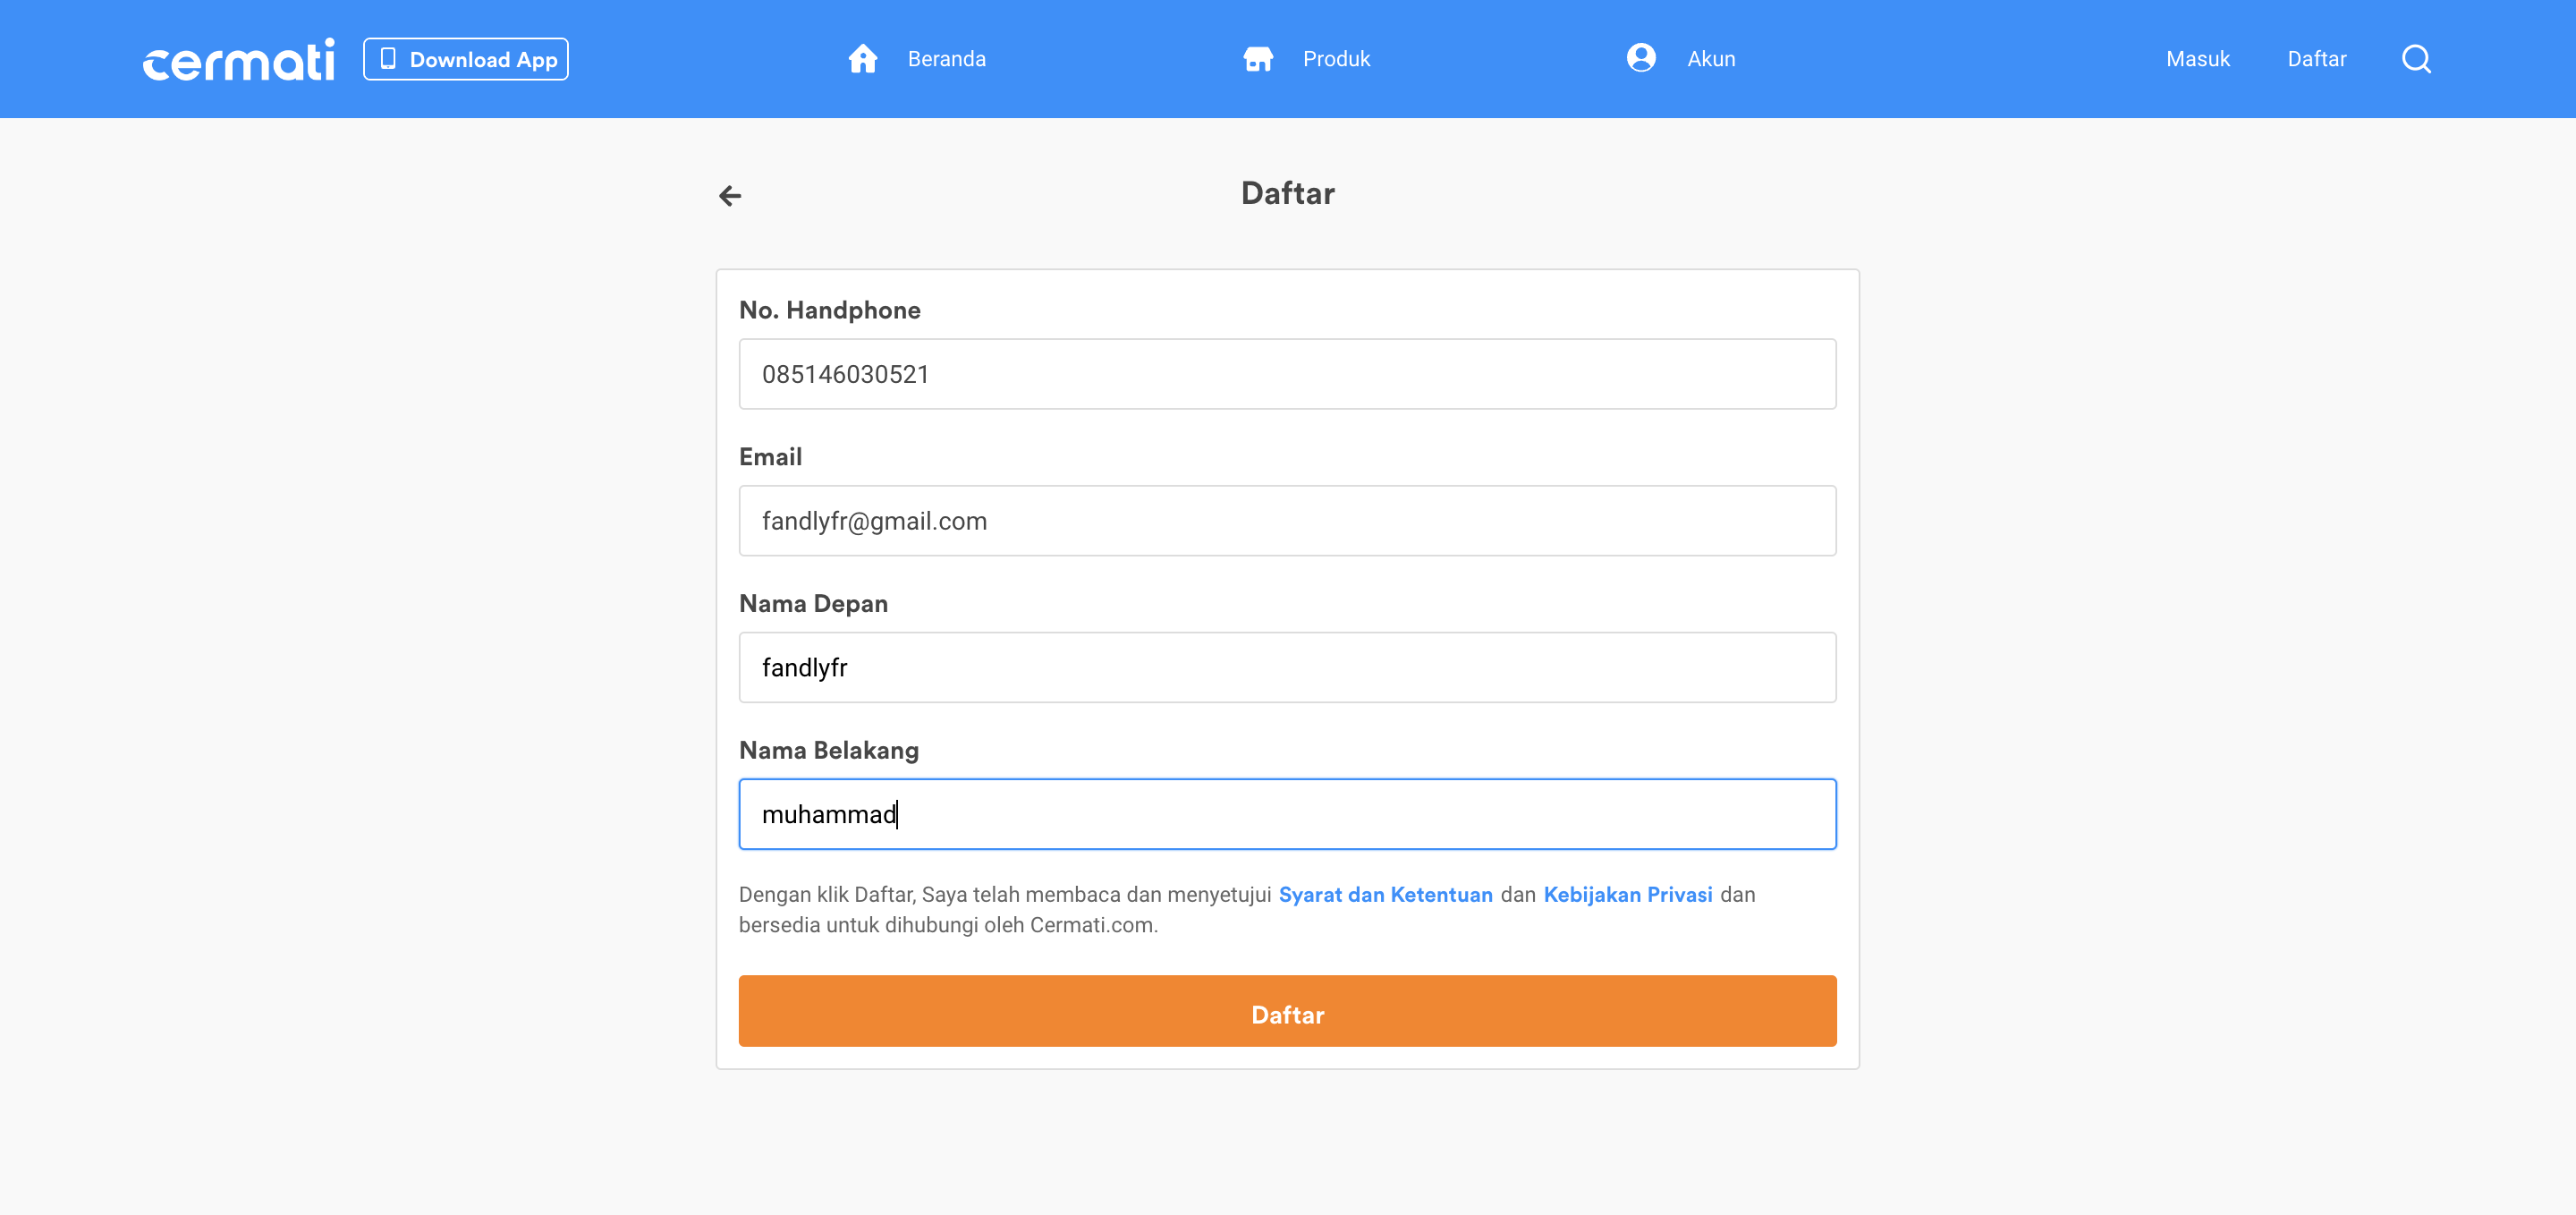 cermati
Download App
Beranda
Produk
Akun
Masuk
Daftar
Daftar
No. Handphone
085146030521
Email
fandlyfr@gmail.com
Nama Depan
fandlyfr
Nama Belakang
muhammad
Dengan klik Daftar, Saya telah membaca dan menyetujui Syarat dan Ketentuan dan Kebijakan Privasi dan
bersedia untuk dihubungi oleh Cermati.com.
Daftar